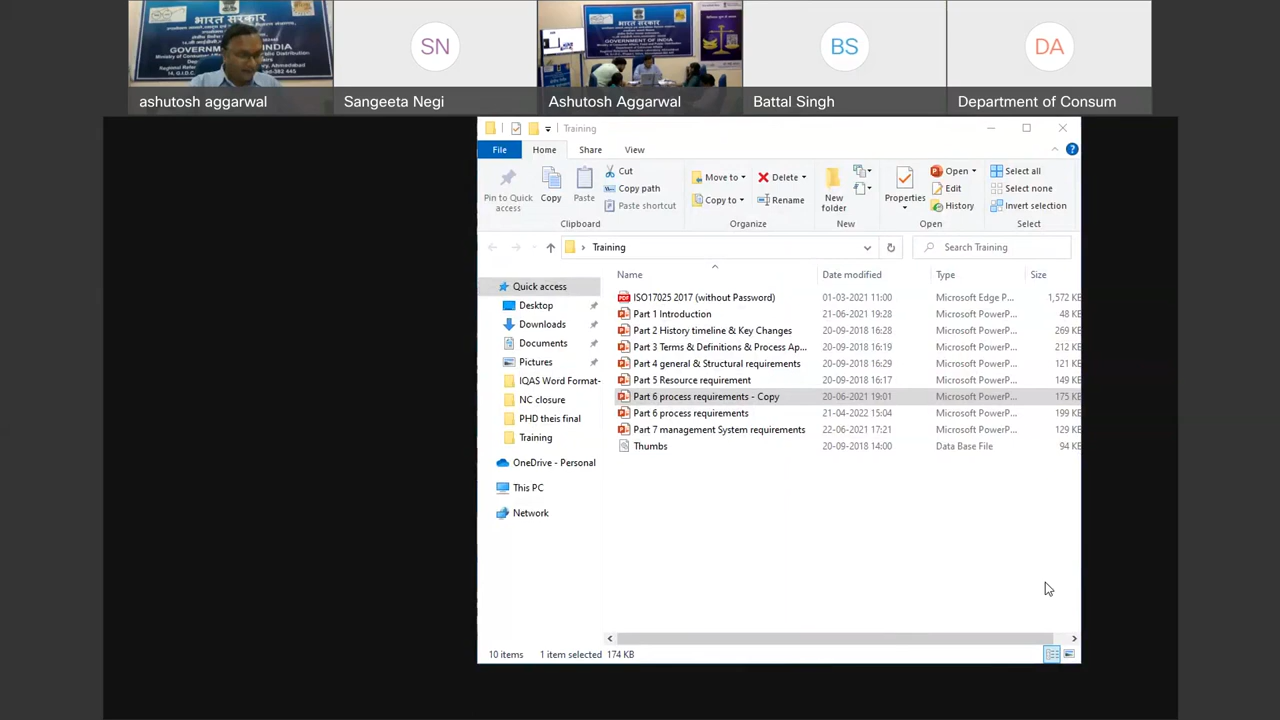 भारत सरकार
GOVERNMENT OF INDIA
Ahmedabad
ashutosh aggarwal
SN
Sangeeta Negi
भारत सरकार
GOVERNMENT OF INDIA
Ashutosh Aggarwal
BS
Battal Singh
DA
Department of Consum
Training
File
Home
Share
View
Pin to Quick access
Copy
Paste
Cut
Copy path
Paste shortcut
Clipboard
Move to
Copy to
Delete
Rename
Organize
New folder
New
Properties
Open
Edit
History
Open
Select all
Select none
Invert selection
Select
Training
Search Training
Name Date modified Type Size
Quick access
Desktop
Downloads
Documents
Pictures
IQAS Word Format-
NC closure
PHD theis final
Training
OneDrive - Personal
This PC
Network
ISO17025 2017 (without Password) 01-03-2021 11:00 Microsoft Edge P... 1,572 KB
Part 1 Introduction 21-06-2021 19:28 Microsoft PowerP... 48 KB
Part 2 History timeline & Key Changes 20-09-2018 16:28 Microsoft PowerP... 269 KB
Part 3 Terms & Definitions & Process Ap... 20-09-2018 16:19 Microsoft PowerP... 212 KB
Part 4 general & Structural requirements 20-09-2018 16:29 Microsoft PowerP... 121 KB
Part 5 Resource requirement 20-09-2018 16:17 Microsoft PowerP... 149 KB
Part 6 process requirements - Copy 20-06-2021 19:01 Microsoft PowerP... 175 KB
Part 6 process requirements 21-04-2022 15:04 Microsoft PowerP... 199 KB
Part 7 management System requirements 22-06-2021 17:21 Microsoft PowerP... 129 KB
Thumbs 20-09-2018 14:00 Data Base File 94 KB
10 items 1 item selected 174 KB